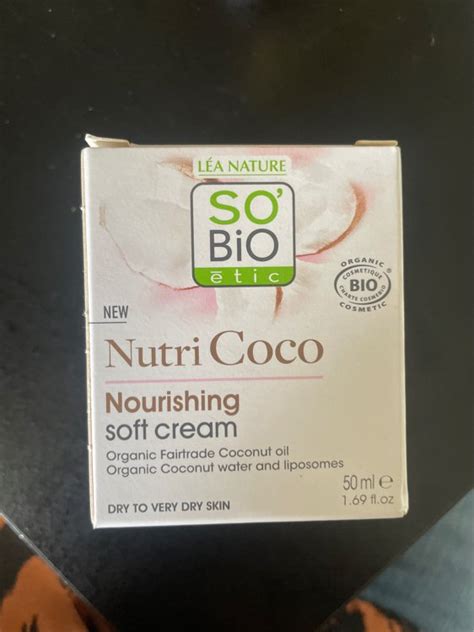 LÉA NATURE
SO'
BiO
étic
ORGANIC
COSMETIQUE
BIO
CHARTE COSMEBIO
COSMETIC
NEW
Nutri Coco
Nourishing
soft cream
Organic Fairtrade Coconut oil
Organic Coconut water and liposomes
50 ml ℮
1.69 fl.oz
DRY TO VERY DRY SKIN